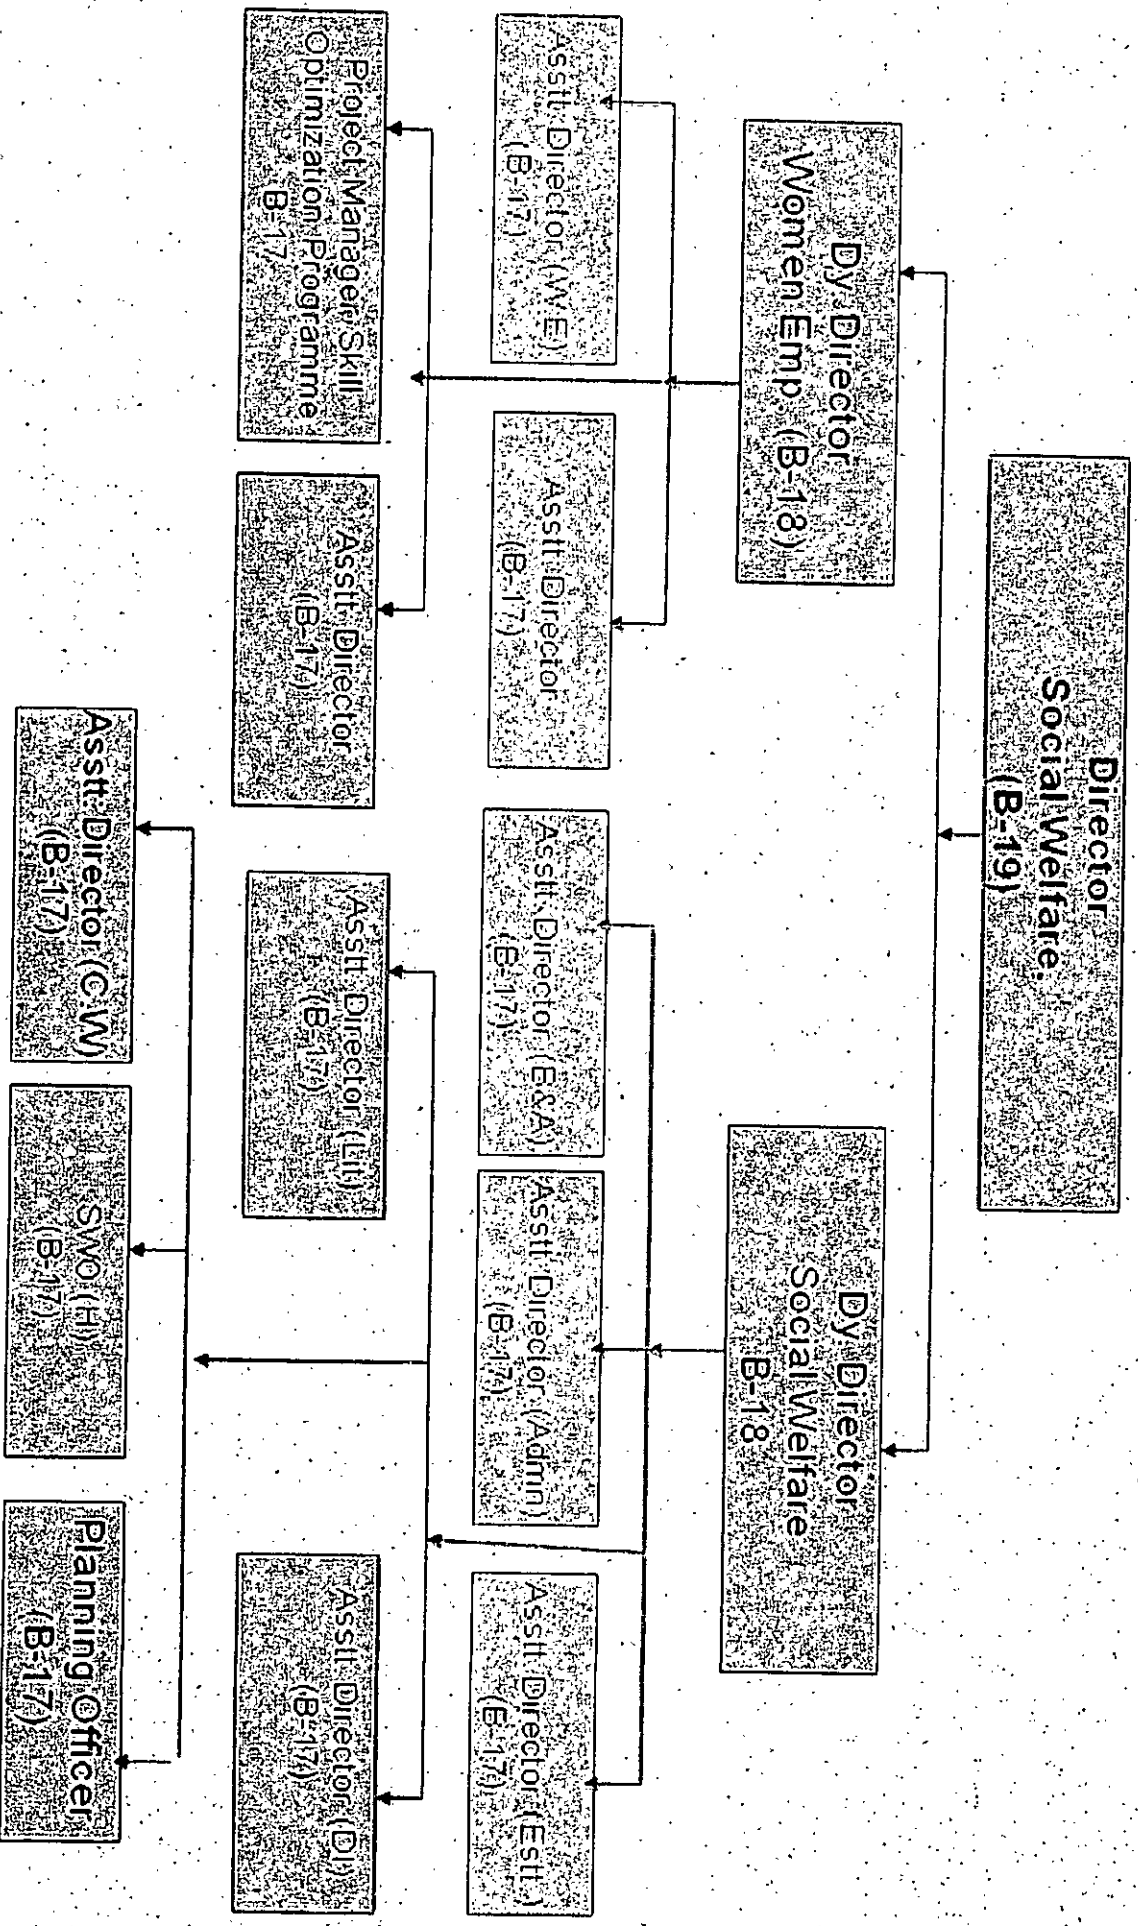 Director
Social Welfare.
(B-19)
Dy. Director
Women Emp. (B-18)
Dy. Director
Social Welfare
B-18
Asstt: Director (W.E)
(B-17)
Asstt: Director
(B-17)
Asstt: Director (B&A)
(B-17)
Asstt: Director (Admn)
(B-17)
Asstt: Director (Estt:)
(B-17)
Project Manager Skill
Optimization Programme
B-17
Asstt Director
(B-17)
Asstt Director (Lit)
(B-17)
Asstt Director (DI)
(B-17)
Asstt: Director (C.W)
(B-17)
SWO (H)
(B-17)
Planning Officer
(B-17)